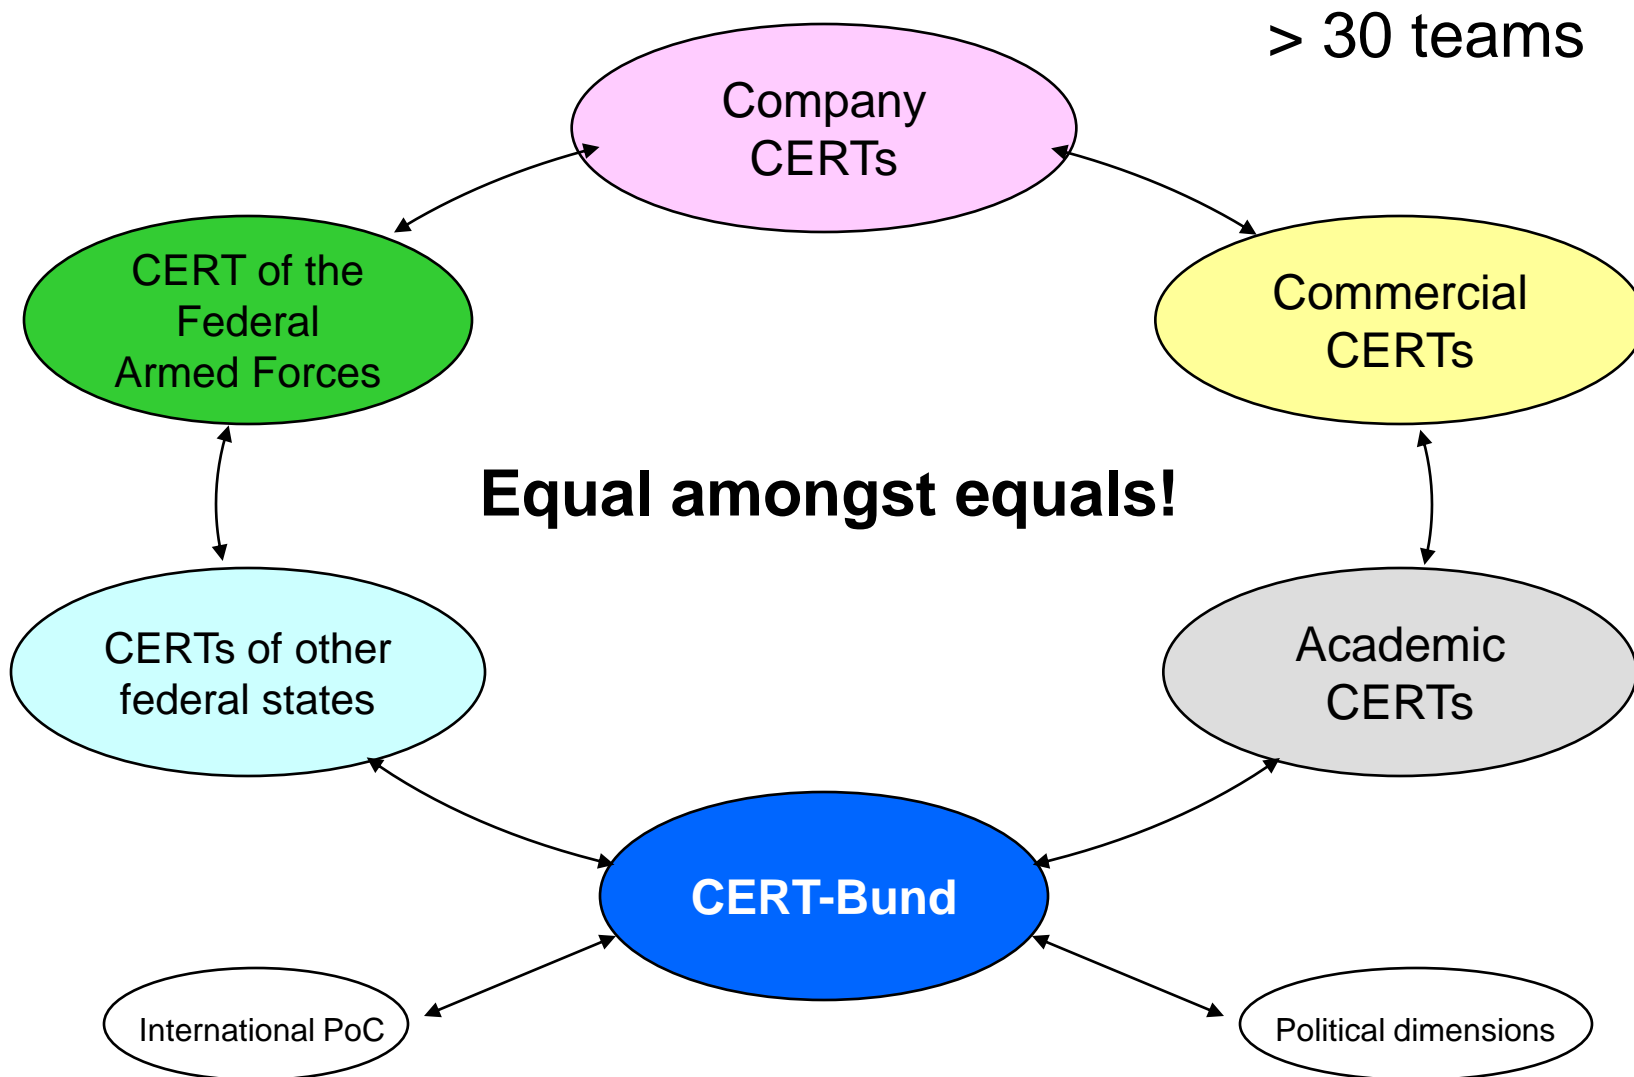 > 30 teams
Company
CERTs
CERT of the
Federal
Armed Forces
Commercial
CERTs
Equal amongst equals!
CERTs of other
federal states
Academic
CERTs
CERT-Bund
International PoC
Political dimensions